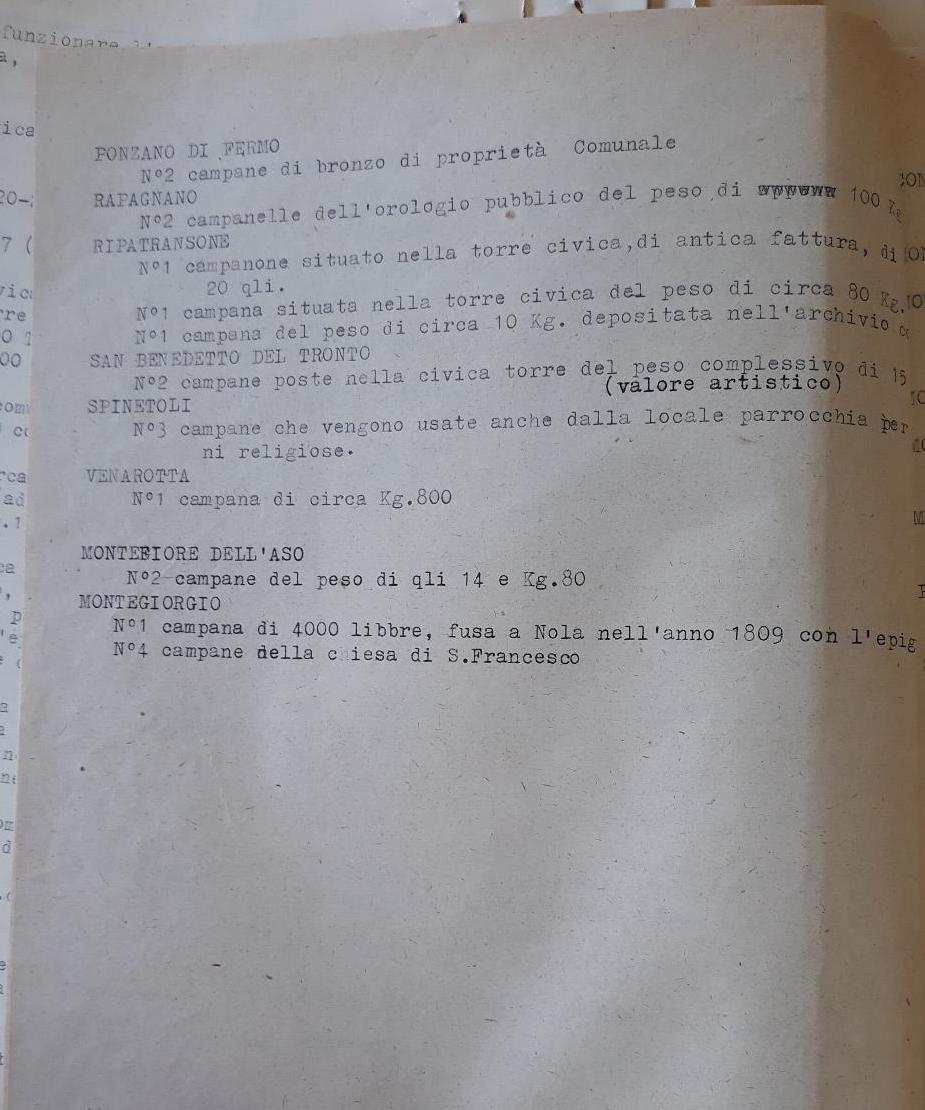 funzionare l'
PONZANO DI FERMO
N°2 campane di bronzo di proprietà Comunale
RAPAGNANO
N°2 campanelle dell'orologio pubblico del peso di 100 Kg
RIPATRANSONE
N°1 campanone situato nella torre civica,di antica fattura, di
20 qli.
N°1 campana situata nella torre civica del peso di circa 80 Kg.
N°1 campana del peso di circa 10 Kg. depositata nell'archivio
SAN BENEDETTO DEL TRONTO
N°2 campane poste nella civica torre del peso complessivo di 15
(valore artistico)
SPINETOLI
N°3 campane che vengono usate anche dalla locale parrocchia per
ni religiose.
VENAROTTA
N°1 campana di circa Kg.800
MONTEFIORE DELL'ASO
N°2 campane del peso di qli 14 e Kg.80
MONTEGIORGIO
N°1 campana di 4000 libbre, fusa a Nola nell'anno 1809 con l'epig
N°4 campane della c iesa di S.Francesco